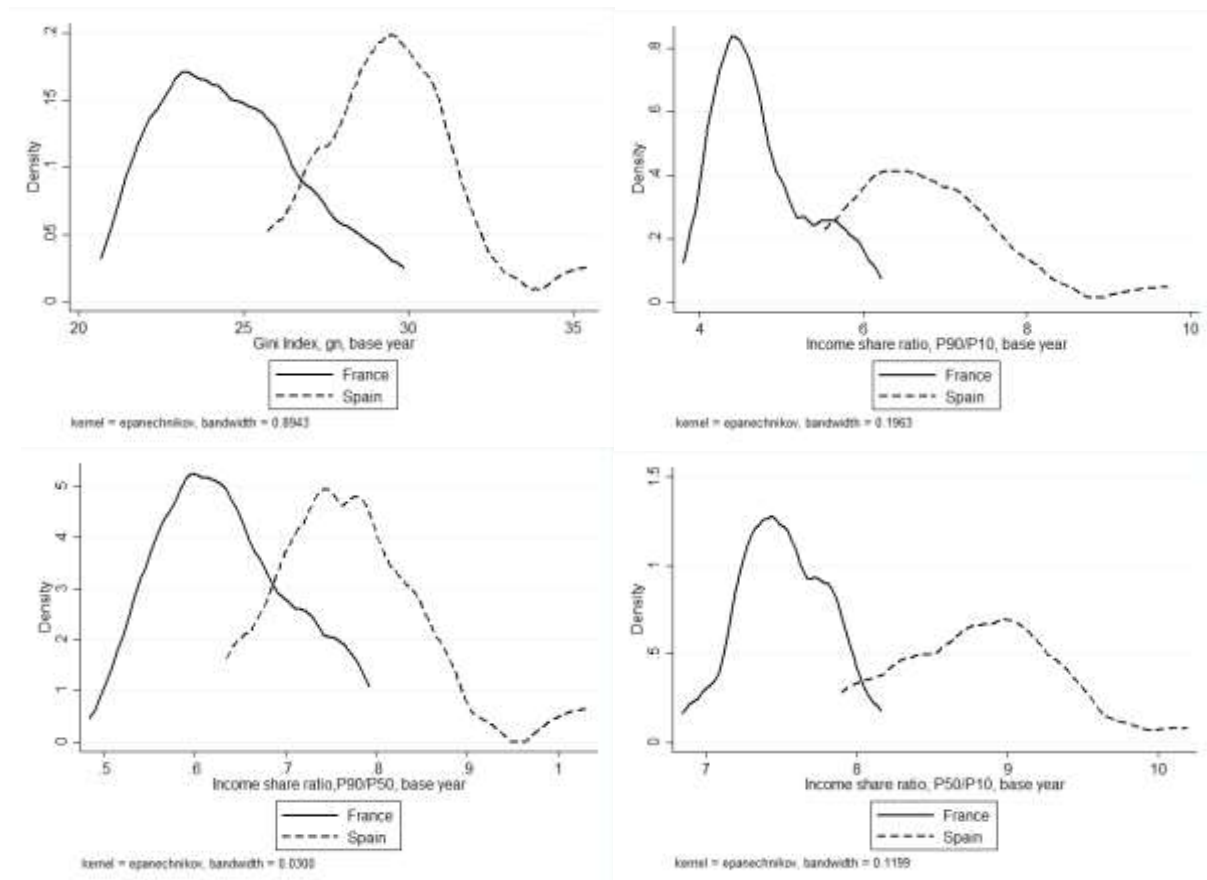 .2
.15
.1
.05
0
Density
20 25 30 35
Gini Index, gn, base year
France
Spain
kernel = epanechnikov, bandwidth = 0.8943
.8
.6
.4
.2
0
Density
4 6 8 10
Income share ratio, P90/P10, base year
France
Spain
kernel = epanechnikov, bandwidth = 0.1963
5
4
3
2
1
0
Density
.5 .6 .7 .8 .9 1
Income share ratio,P90/P50, base year
France
Spain
kernel = epanechnikov, bandwidth = 0.0300
1.5
1
.5
0
Density
7 8 9 10
Income share ratio, P50/P10, base year
France
Spain
kernel = epanechnikov, bandwidth = 0.1199